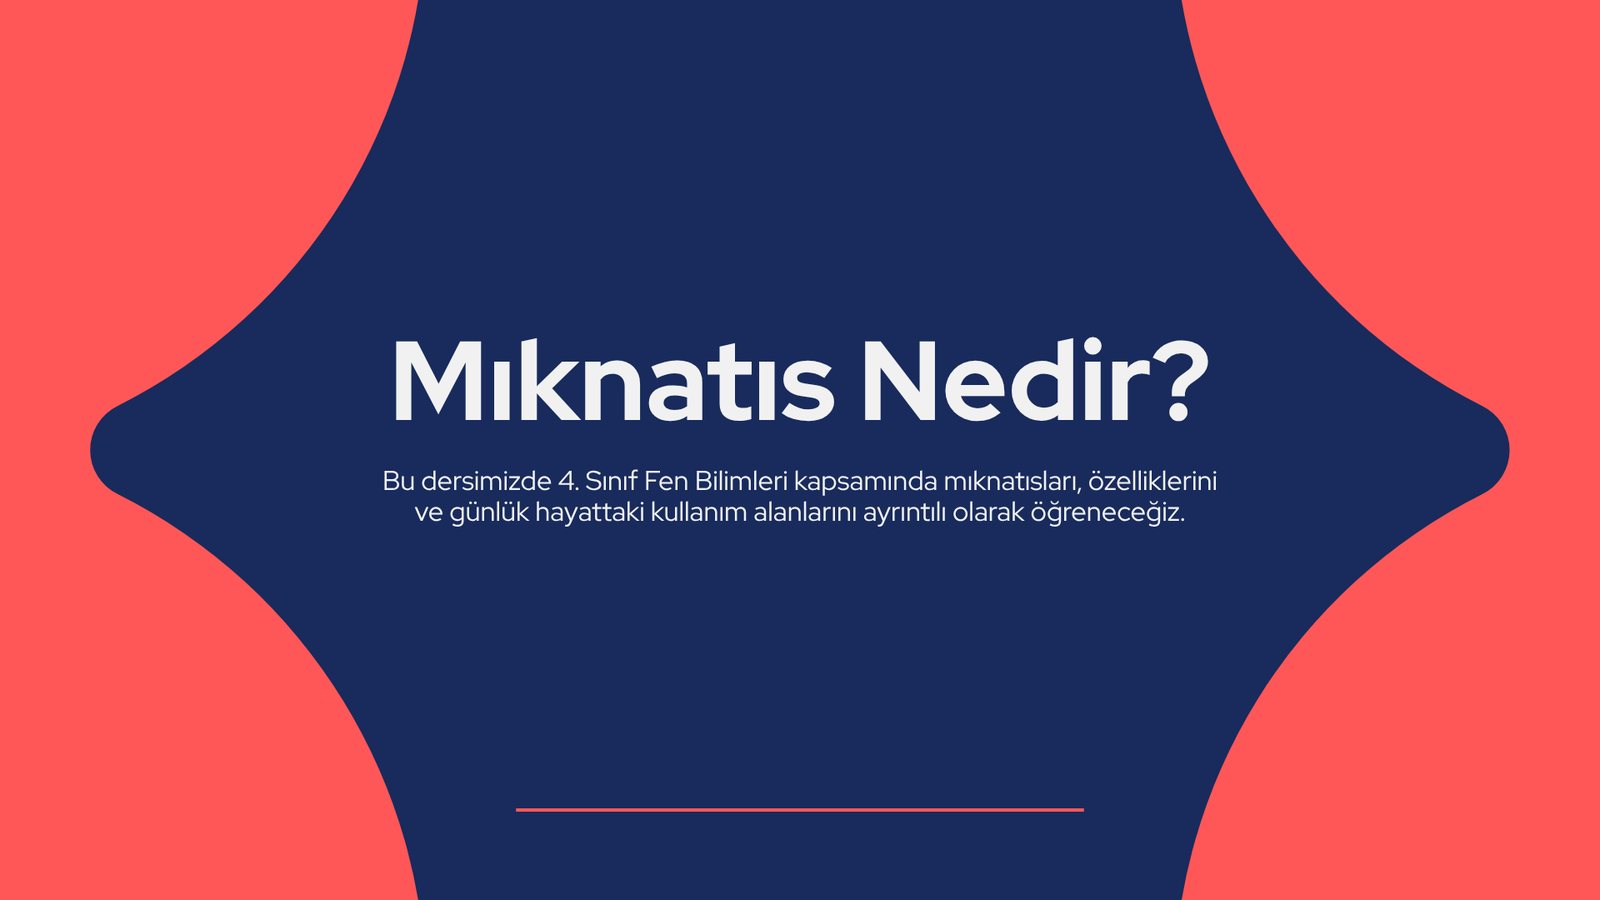 Mıknatıs Nedir?
Bu dersimizde 4. Sınıf Fen Bilimleri kapsamında mıknatısları, özelliklerini
ve günlük hayattaki kullanım alanlarını ayrıntılı olarak öğreneceğiz.